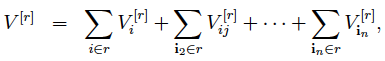 V^{[r]} = \sum_{i \in r} V_i^{[r]} + \sum_{\mathbf{i}_2 \in r} V_{ij}^{[r]} + \cdots + \sum_{\mathbf{i}_n \in r} V_{\mathbf{i}_n}^{[r]},